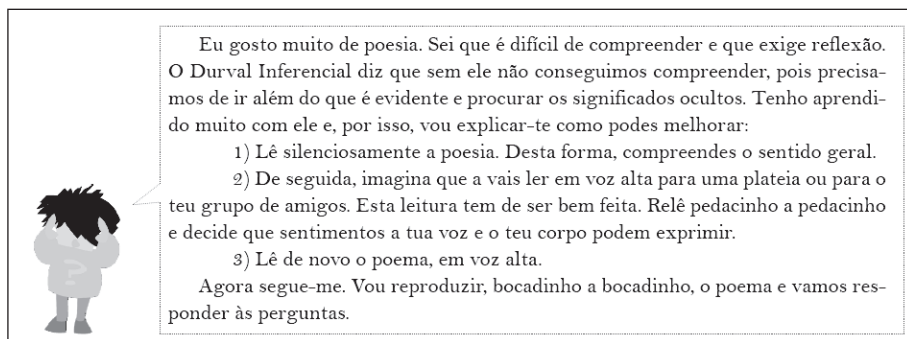 Eu gosto muito de poesia. Sei que é difícil de compreender e que exige reflexão.
O Durval Inferencial diz que sem ele não conseguimos compreender, pois precisa-
mos de ir além do que é evidente e procurar os significados ocultos. Tenho aprendi-
do muito com ele e, por isso, vou explicar-te como podes melhorar:
1) Lê silenciosamente a poesia. Desta forma, compreendes o sentido geral.
2) De seguida, imagina que a vais ler em voz alta para uma plateia ou para o
teu grupo de amigos. Esta leitura tem de ser bem feita. Relê pedacinho a pedacinho
e decide que sentimentos a tua voz e o teu corpo podem exprimir.
3) Lê de novo o poema, em voz alta.
Agora segue-me. Vou reproduzir, bocadinho a bocadinho, o poema e vamos res-
ponder às perguntas.
?